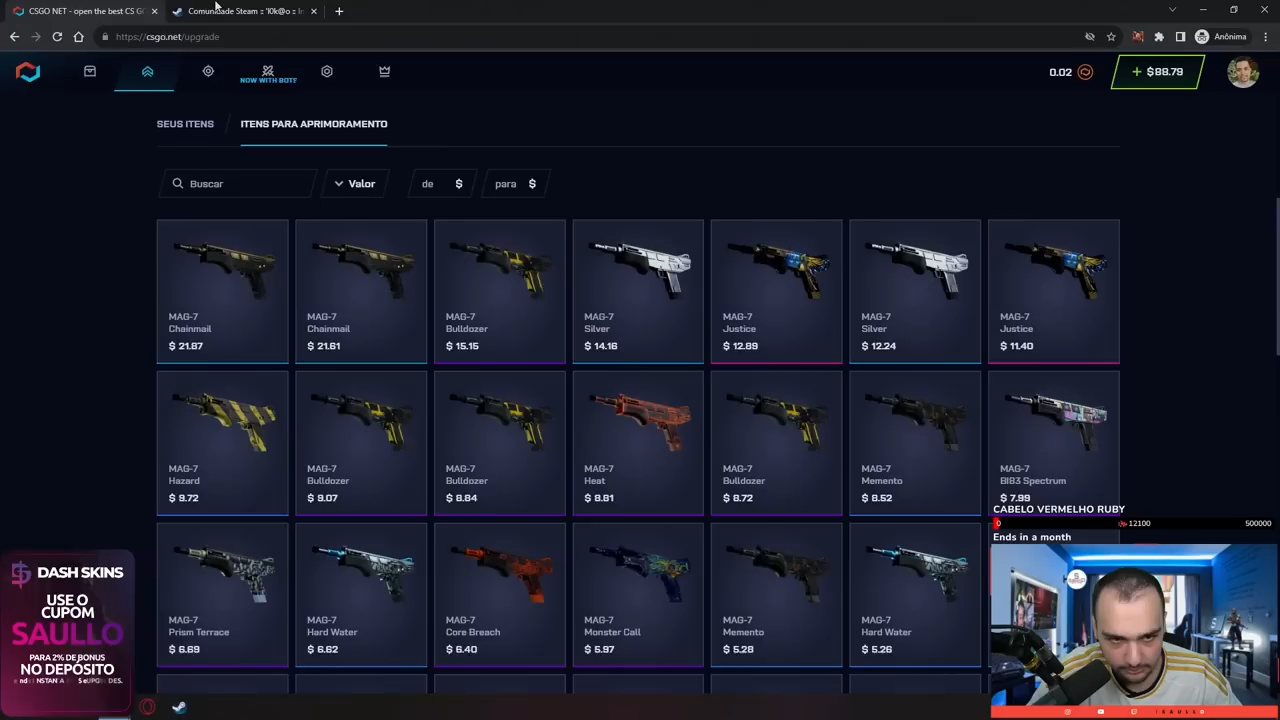 CSGO NET - open the best CS G
Comunidade Steam :: '10k@o :: In
https://csgo.net/upgrade
Anônima
NOW WITH BOTS
0.02
+ $88.79
SEUS ITENS
ITENS PARA APRIMORAMENTO
Buscar
Valor
de $
para $
MAG-7
Chainmail
$ 21.87
MAG-7
Chainmail
$ 21.61
MAG-7
Bulldozer
$ 15.15
MAG-7
Silver
$ 14.16
MAG-7
Justice
$ 12.89
MAG-7
Silver
$ 12.24
MAG-7
Justice
$ 11.40
MAG-7
Hazard
$ 9.72
MAG-7
Bulldozer
$ 9.07
MAG-7
Bulldozer
$ 8.84
MAG-7
Heat
$ 8.81
MAG-7
Bulldozer
$ 8.72
MAG-7
Memento
$ 8.52
MAG-7
BI83 Spectrum
$ 7.99
MAG-7
Prism Terrace
$ 6.69
MAG-7
Hard Water
$ 6.62
MAG-7
Core Breach
$ 6.40
MAG-7
Monster Call
$ 5.97
MAG-7
Memento
$ 5.28
MAG-7
Hard Water
$ 5.26
CABELO VERMELHO RUBY
0 12100 500000
Ends in a month
DASH SKINS
USE O
CUPOM
SAULLO
PARA 2% DE BONUS
NO DEPÓSITO